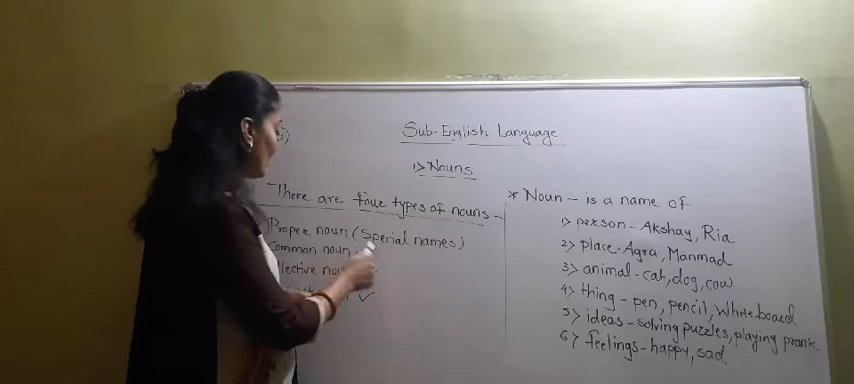 Sub-English Language.
1> Nouns
There are four types of nouns-
Proper noun (Special names)
Common noun
* Noun - is a name of
1> person - Akshay, Ria
2> place - Agra, Manmad
3> animal - cat, dog, cow
4> thing - pen, pencil, Whiteboard
5> ideas - solving puzzles, playing prank.
6> feelings - happy, sad